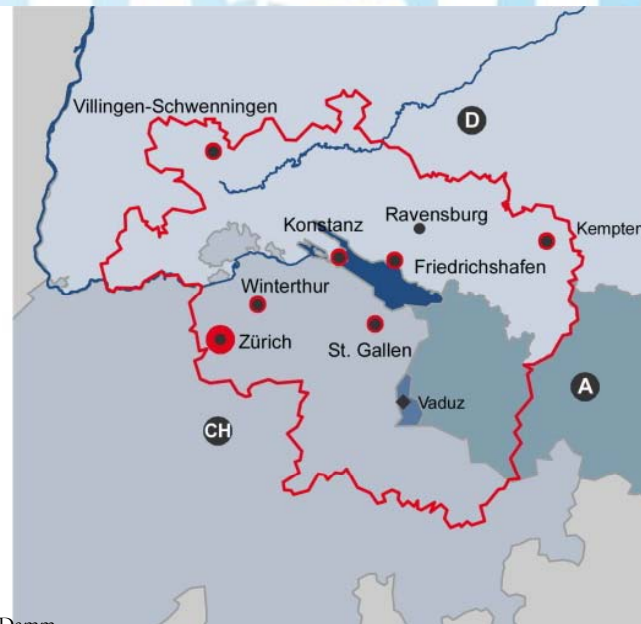 Villingen-Schwenningen
D
Konstanz
Ravensburg
Kempten
Friedrichshafen
Winterthur
Zürich
St. Gallen
A
Vaduz
CH